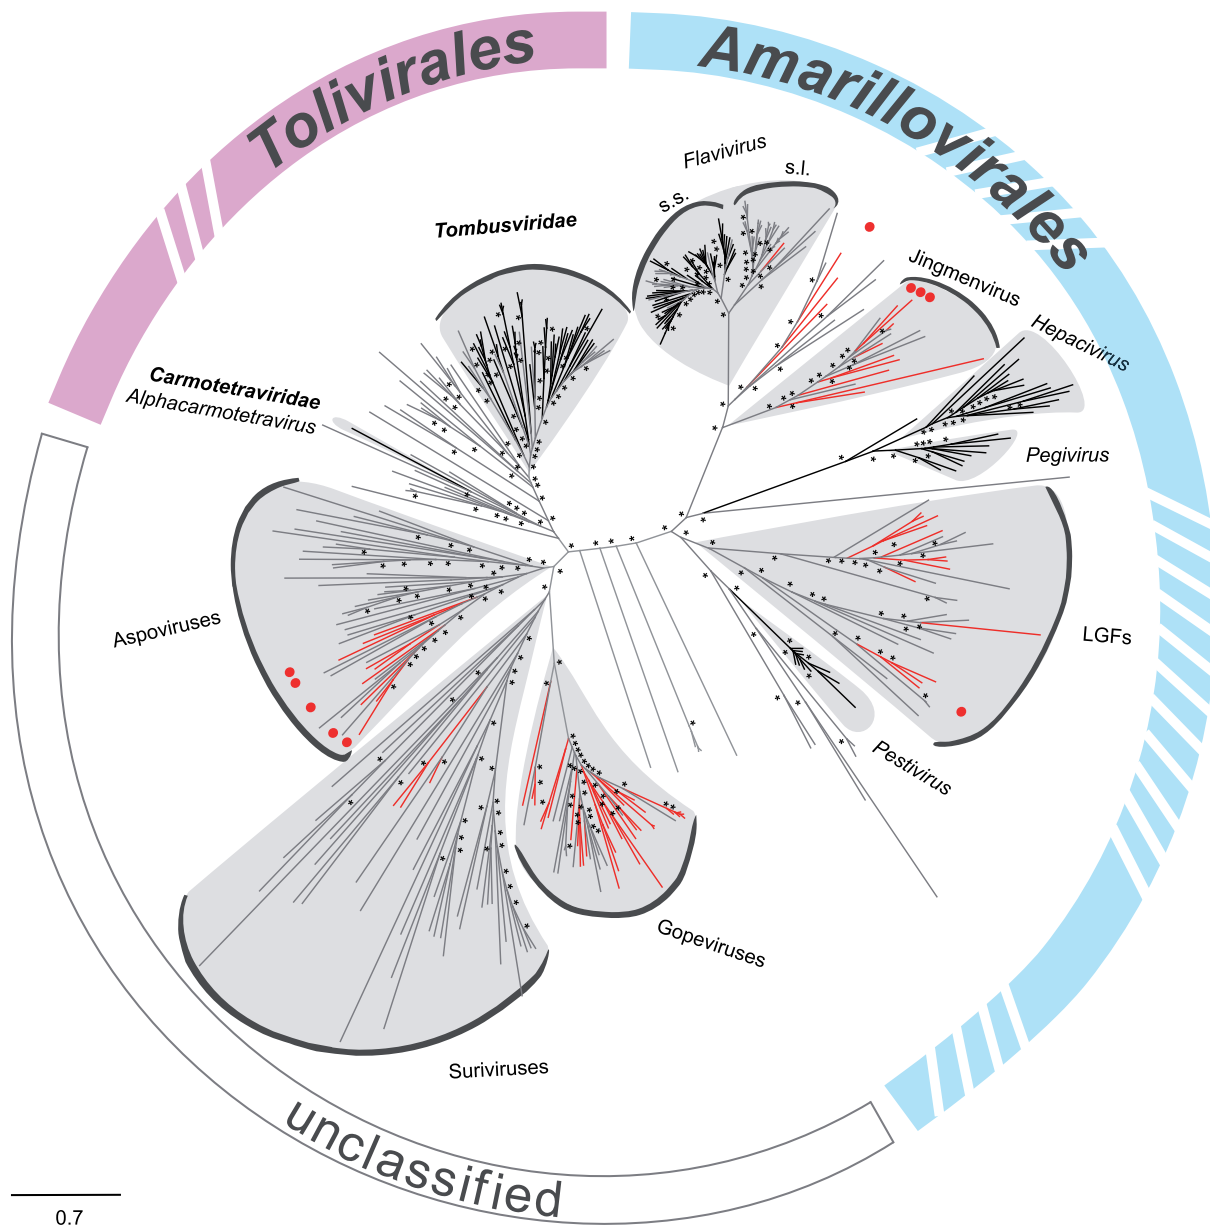 Tolivirales
Amarillovirales
Flavivirus
s.l.
s.s.
Tombusviridae
Jingmenvirus
Hepacivirus
Carmotetraviridae
Alphacarmotetravirus
Pegivirus
Aspoviruses
LGFs
Pestivirus
Gopeviruses
Suriviruses
unclassified
0.7